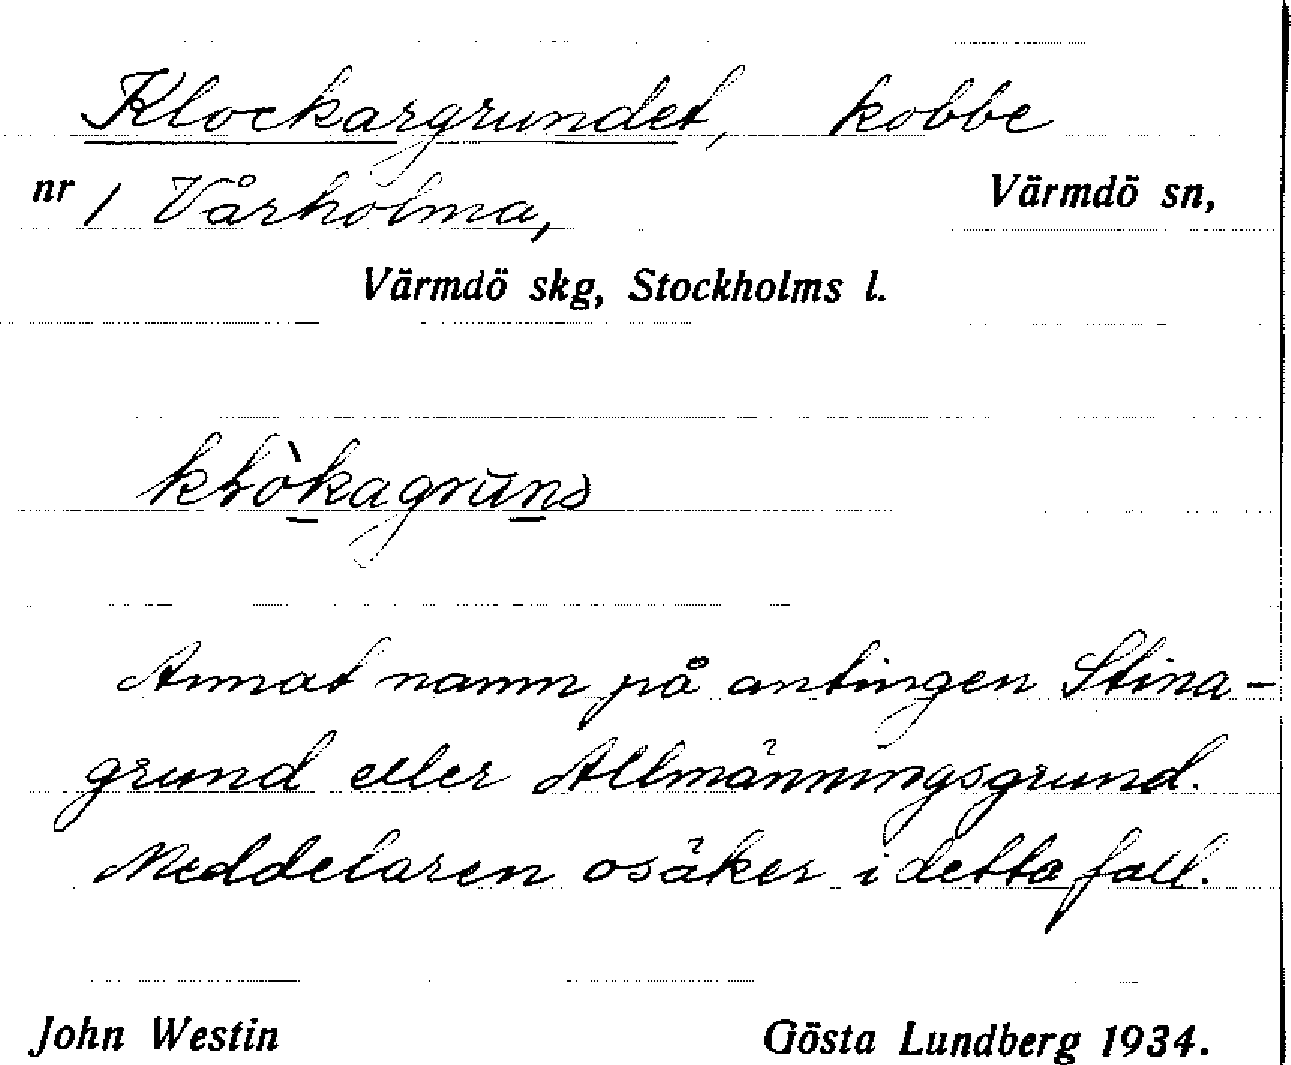 Klockargrundet, kobbe
nr 1 Vårholma, Värmdö sn,
Värmdö skg, Stockholms l.
Annat namn på antingen Stina-
grund eller Allmänningsgrund.
Meddelaren osäker i detta fall.
John Westin Gösta Lundberg 1934.